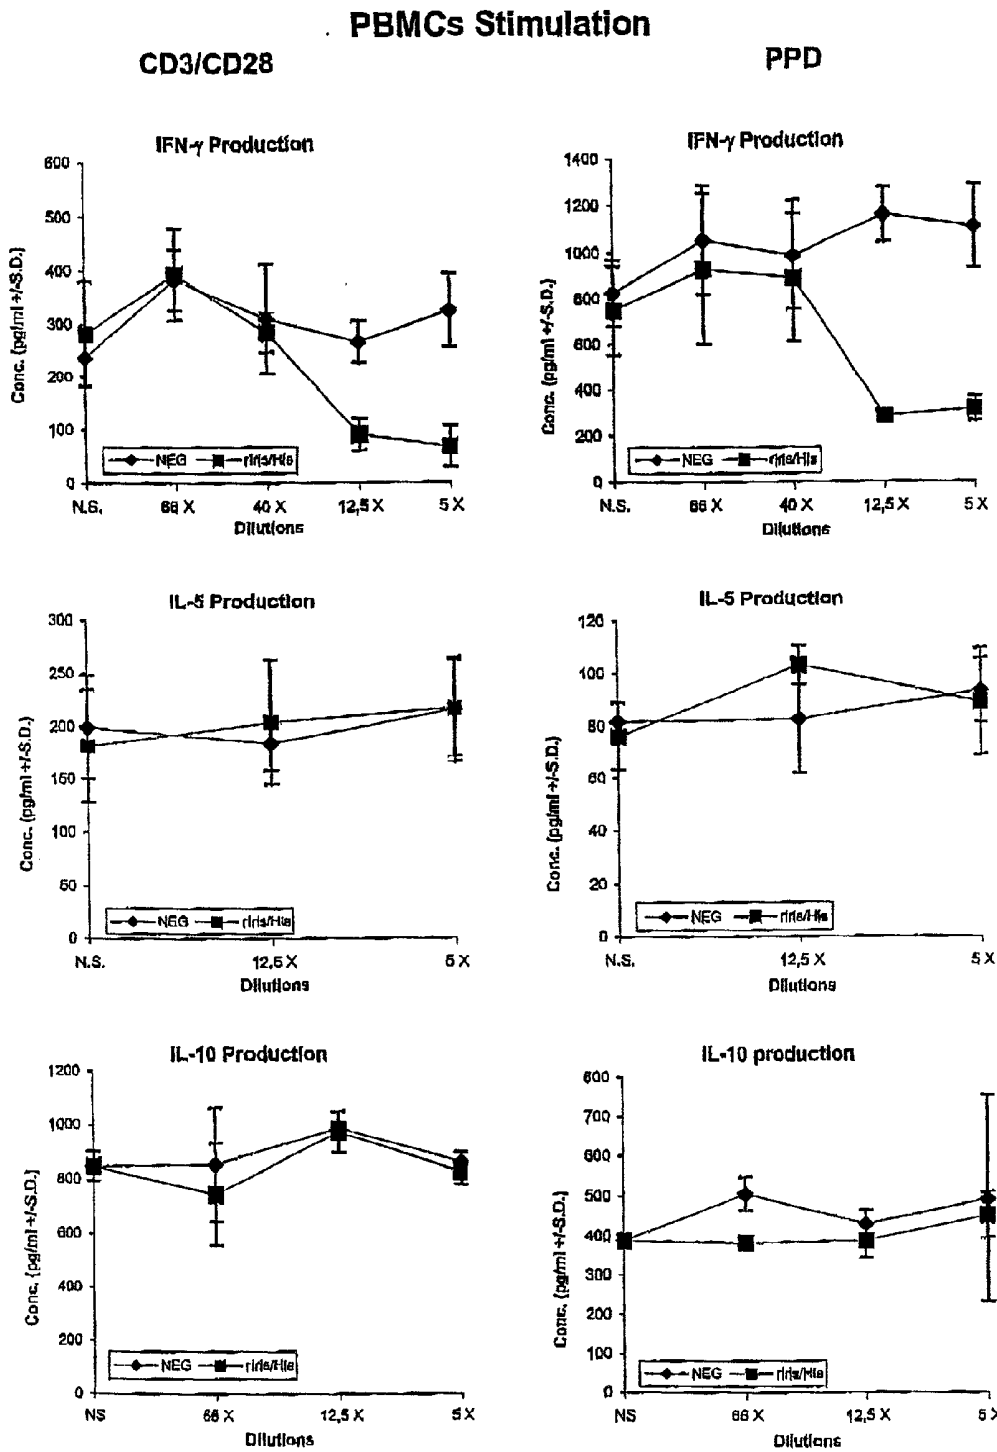 PBMCs Stimulation
CD3/CD28
PPD
IFN-γ Production
600
500
400
300
200
100
0
Conc. (pg/ml +/-S.D.)
NEG rIris/His
N.S. 66 X 40 X 12,5 X 5 X
Dilutions
IFN-γ Production
1400
1200
1000
800
600
400
200
0
Conc. (pg/ml +/-S.D.)
NEG rIris/His
N.S. 66 X 40 X 12,5 X 5 X
Dilutions
IL-5 Production
300
250
200
150
100
50
0
Conc. (pg/ml +/-S.D.)
NEG rIris/His
N.S. 12,5 X 5 X
Dilutions
IL-5 Production
120
100
80
60
40
20
0
Conc. (pg/ml +/-S.D.)
NEG rIris/His
N.S. 12,5 X 5 X
Dilutions
IL-10 Production
1200
1000
800
600
400
200
0
Conc. (pg/ml +/-S.D.)
NEG rIris/His
NS 66 X 12,5 X 5 X
Dilutions
IL-10 production
800
700
600
500
400
300
200
100
0
Conc. (pg/ml +/-S.D.)
NEG rIris/His
NS 66 X 12,5 X 5 X
Dilutions